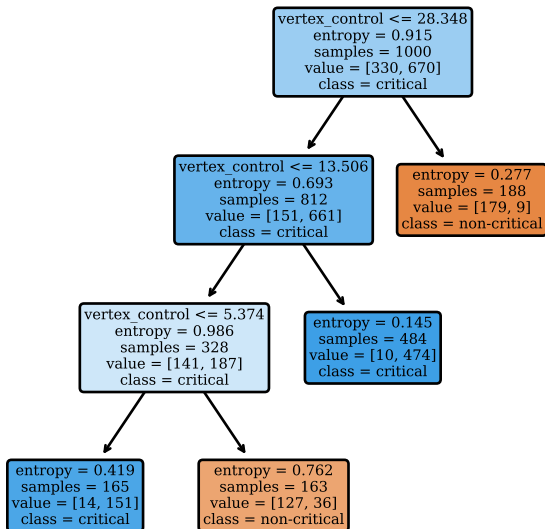 vertex_control <= 28.348
entropy = 0.915
samples = 1000
value = [330, 670]
class = critical
vertex_control <= 13.506
entropy = 0.693
samples = 812
value = [151, 661]
class = critical
entropy = 0.277
samples = 188
value = [179, 9]
class = non-critical
vertex_control <= 5.374
entropy = 0.986
samples = 328
value = [141, 187]
class = critical
entropy = 0.145
samples = 484
value = [10, 474]
class = critical
entropy = 0.419
samples = 165
value = [14, 151]
class = critical
entropy = 0.762
samples = 163
value = [127, 36]
class = non-critical